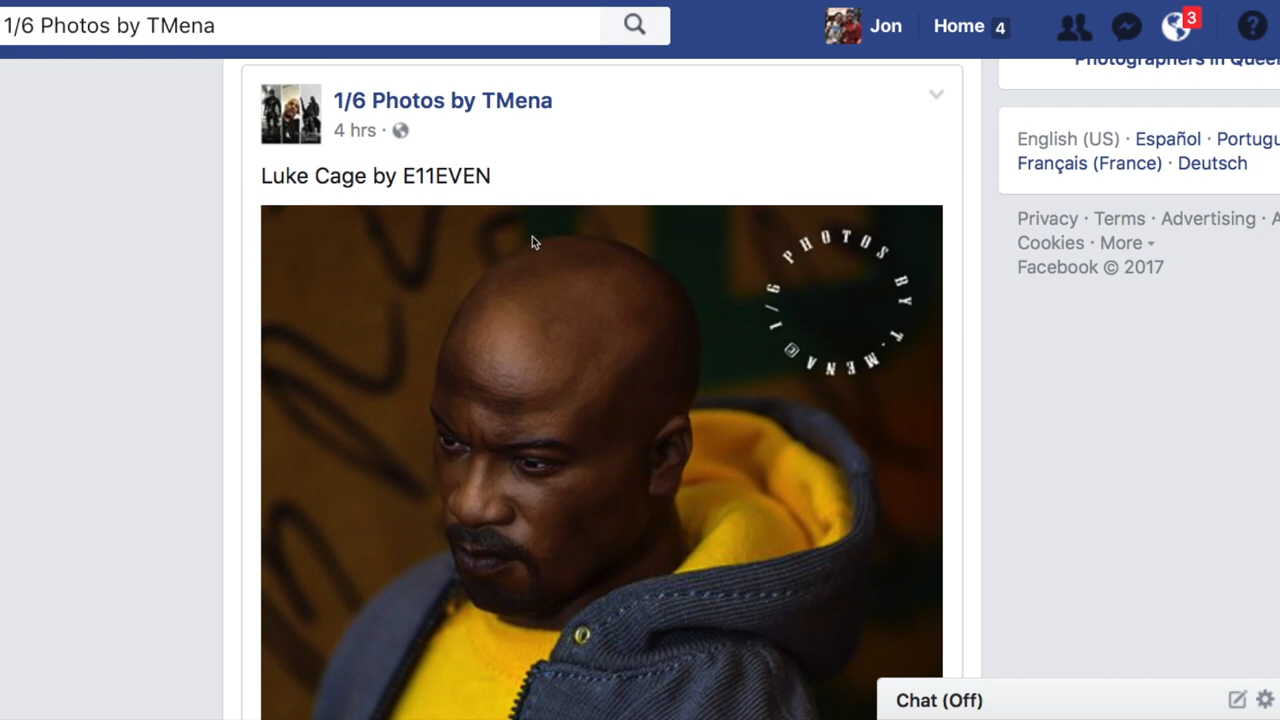 1/6 Photos by TMena
Jon
Home 4
3
?
Photographers in Queen
1/6 Photos by TMena
4 hrs ·
Luke Cage by E11EVEN
1/6 PHOTOS BY T.MENA @
English (US) · Español · Portugu
Français (France) · Deutsch
Privacy · Terms · Advertising · A
Cookies · More
Facebook © 2017
Chat (Off)